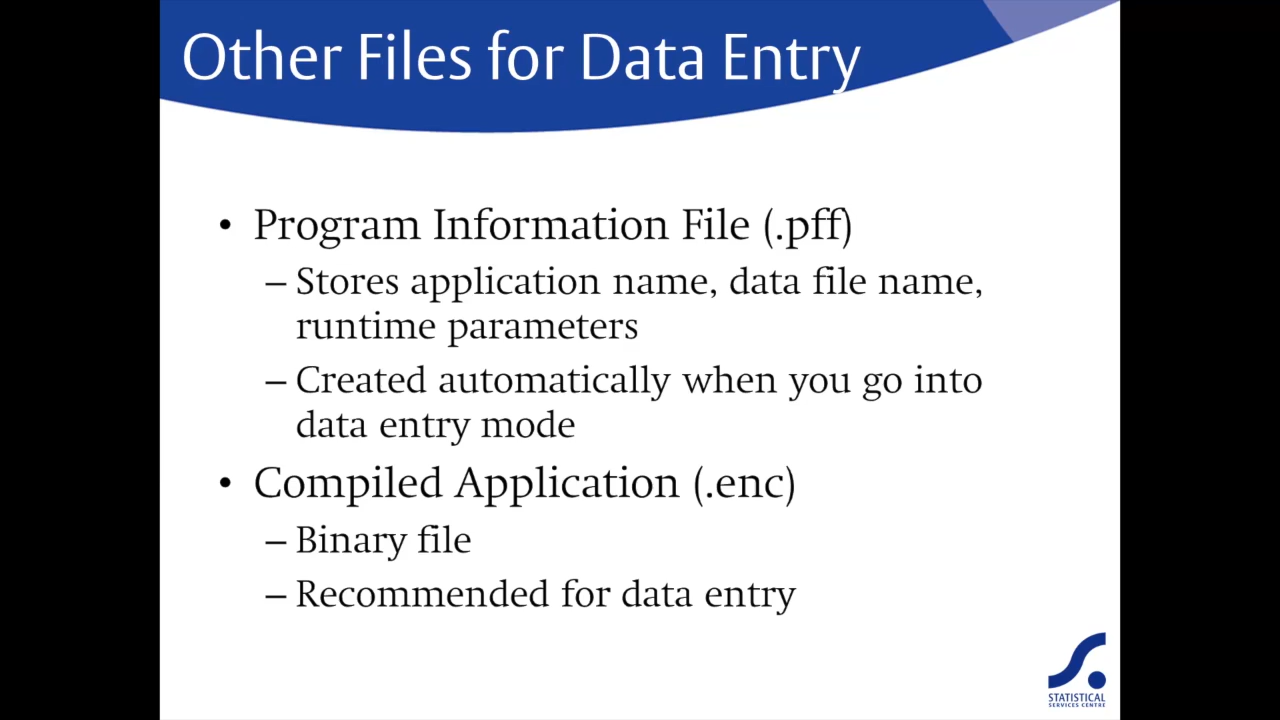 Other Files for Data Entry
• Program Information File (.pff)
– Stores application name, data file name,
runtime parameters
– Created automatically when you go into
data entry mode
• Compiled Application (.enc)
– Binary file
– Recommended for data entry
STATISTICAL
SERVICES CENTRE